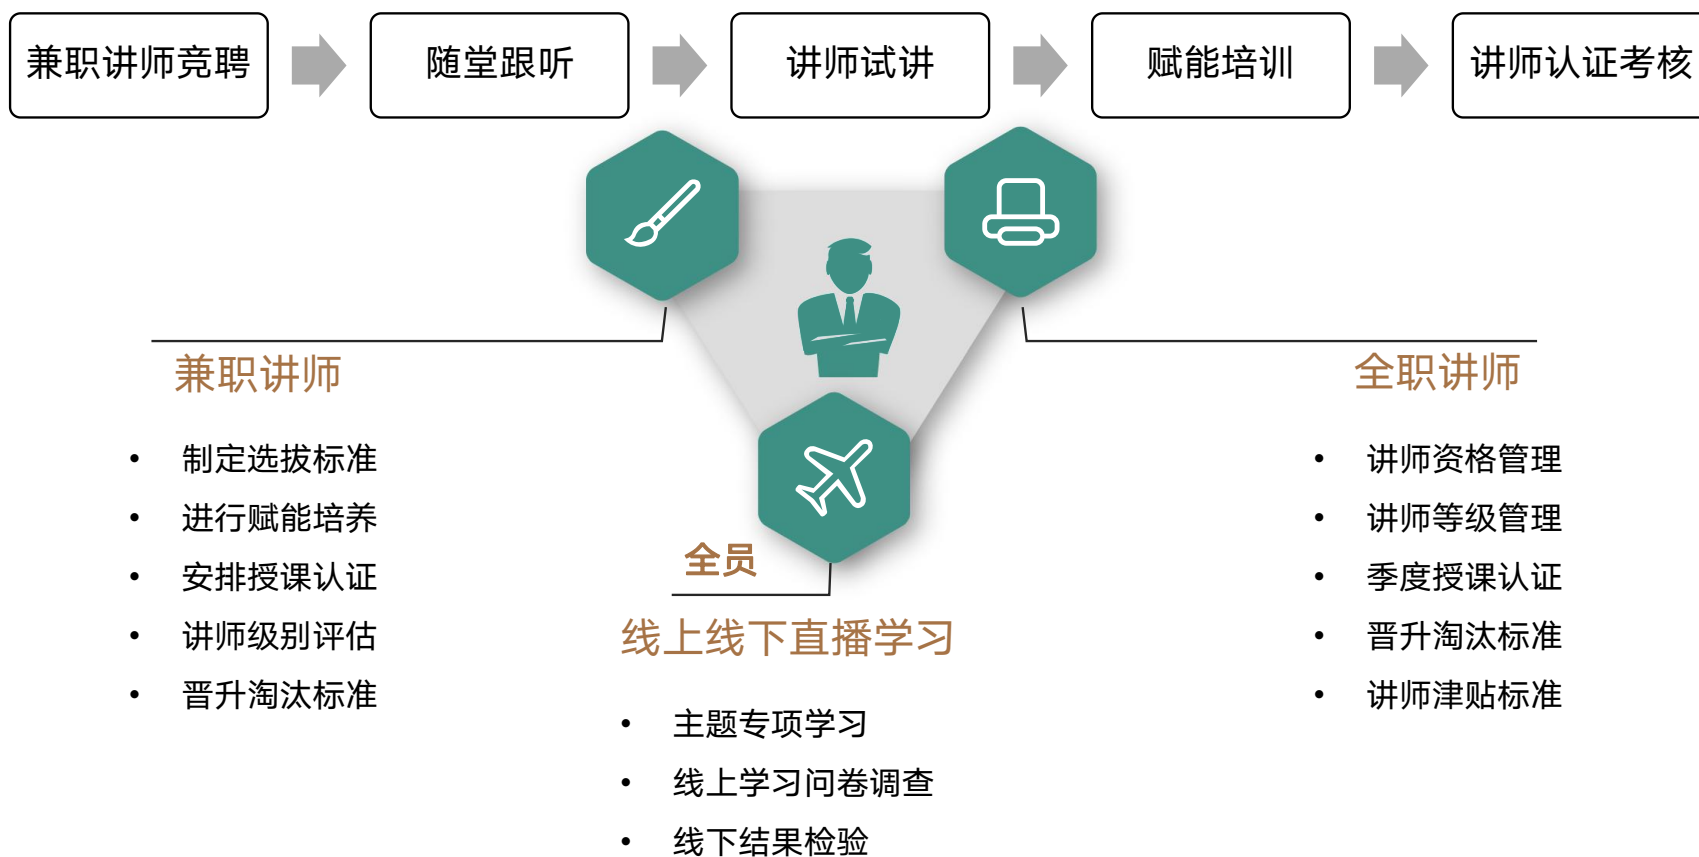 兼职讲师竞聘
随堂跟听
讲师试讲
赋能培训
讲师认证考核
兼职讲师
• 制定选拔标准
• 进行赋能培养
• 安排授课认证
• 讲师级别评估
• 晋升淘汰标准
全员
线上线下直播学习
• 主题专项学习
• 线上学习问卷调查
• 线下结果检验
全职讲师
• 讲师资格管理
• 讲师等级管理
• 季度授课认证
• 晋升淘汰标准
• 讲师津贴标准